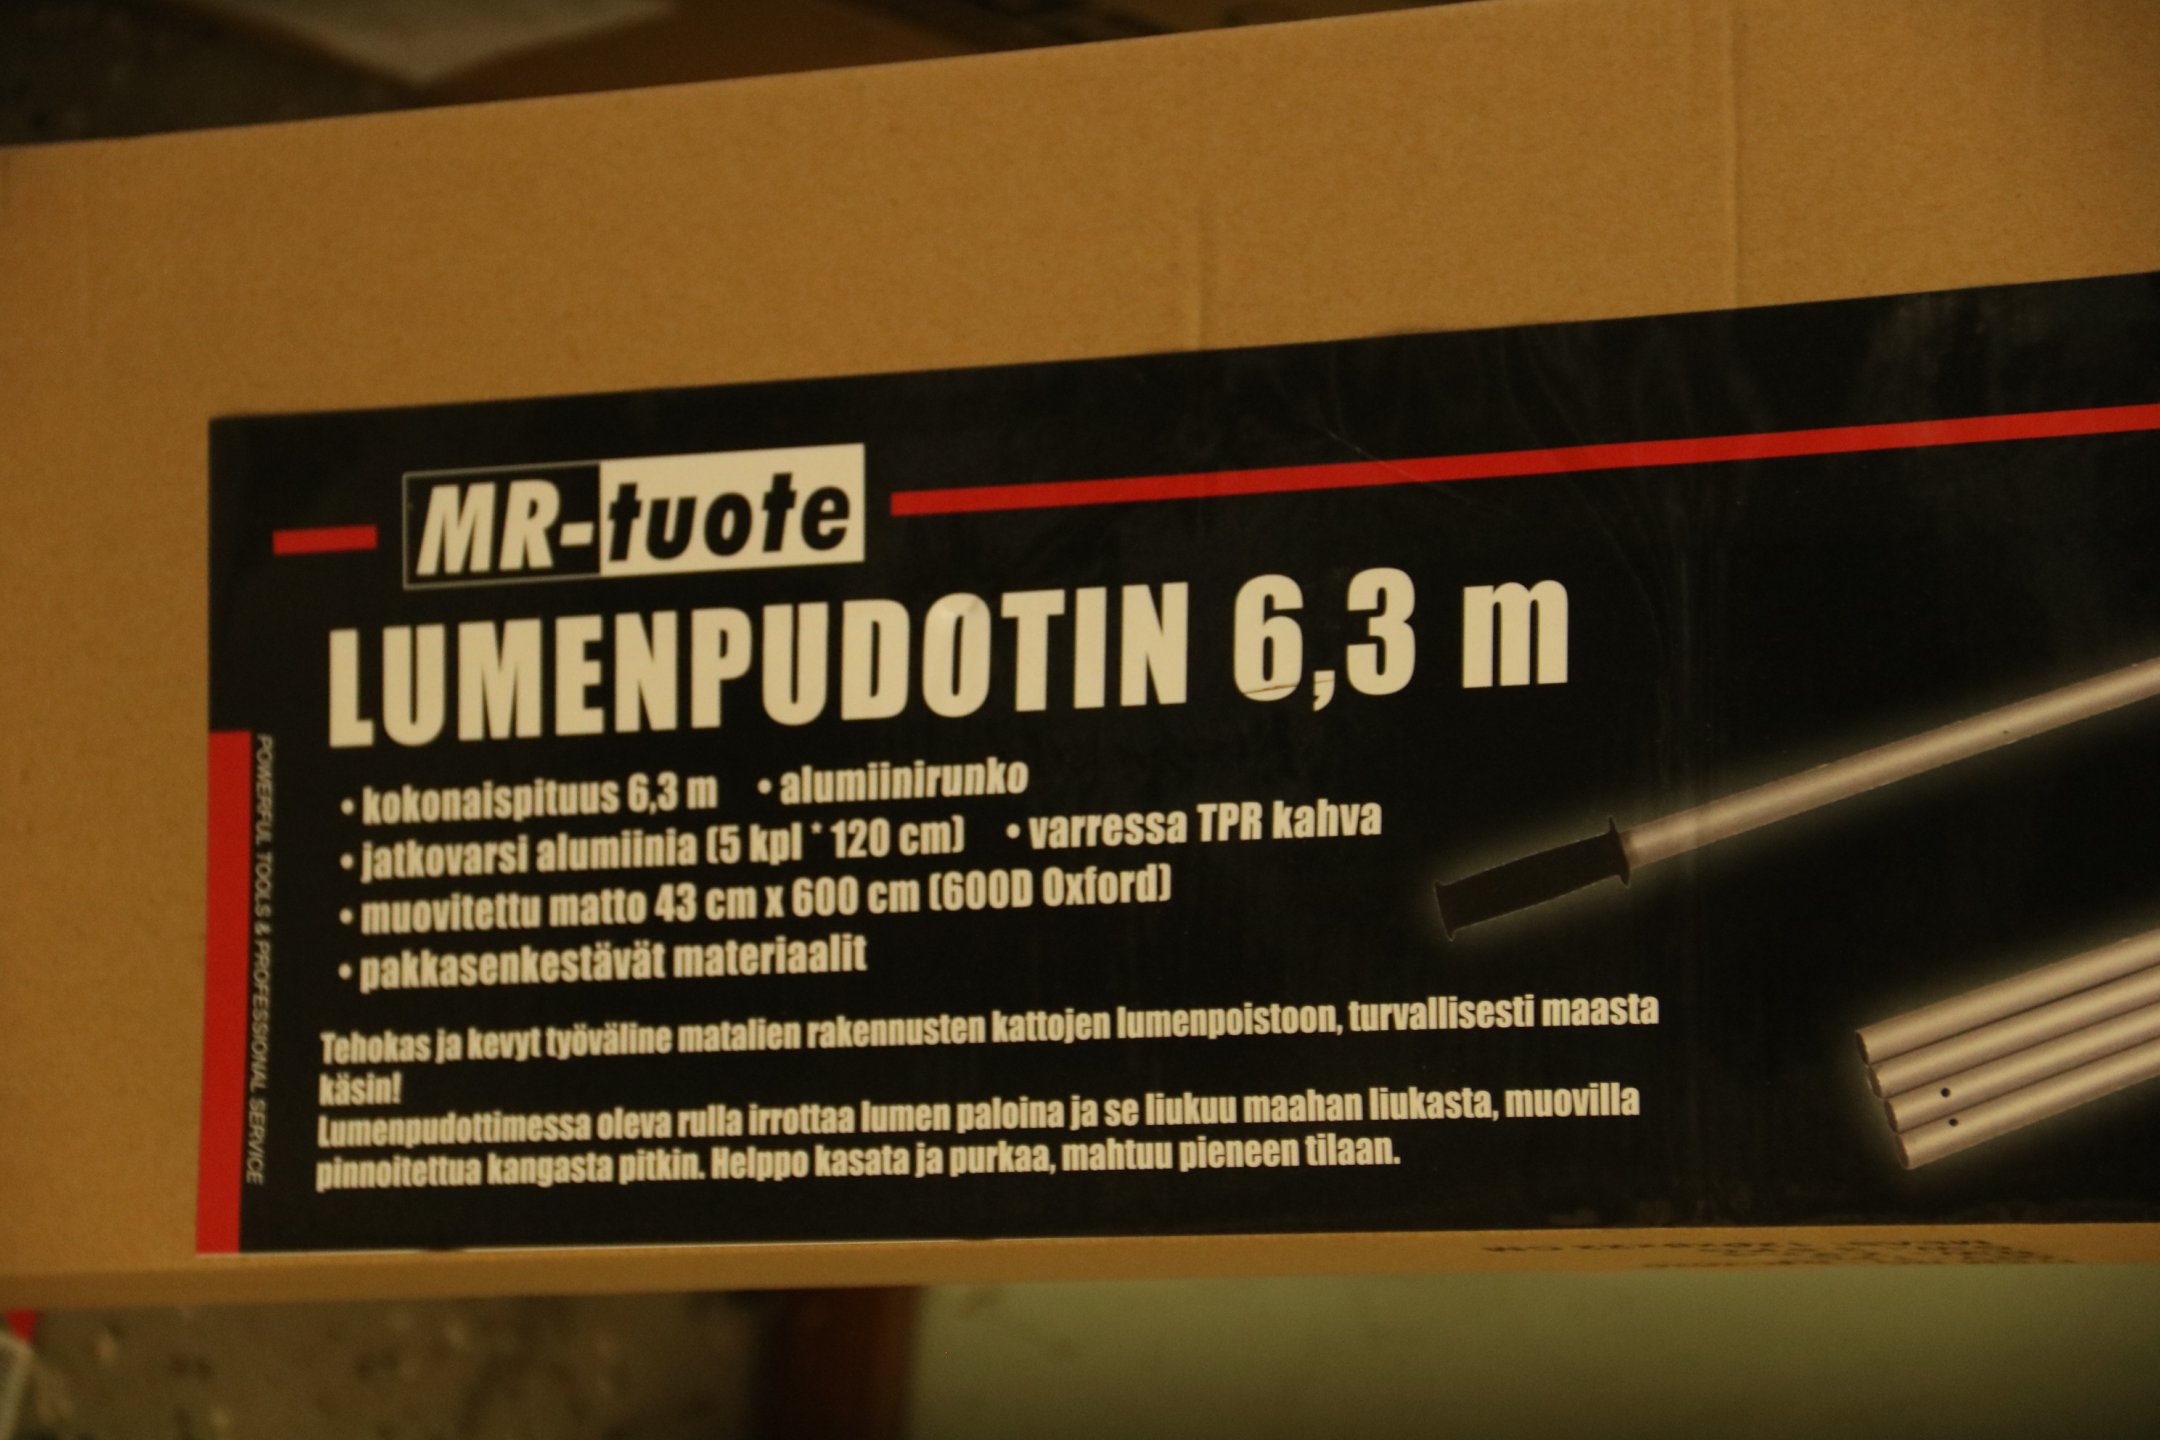 MR-tuote
LUMENPUDOTIN 6,3 m
• kokonaispituus 6,3 m • alumiinirunko
• jatkovarsi alumiinia (5 kpl * 120 cm) • varressa TPR kahva
• muovitettu matto 43 cm x 600 cm (600D Oxford)
• pakkasenkestävät materiaalit
Tehokas ja kevyt työväline matalien rakennusten kattojen lumenpoistoon, turvallisesti maasta
käsin!
Lumenpudottimessa oleva rulla irrottaa lumen paloina ja se liukuu maahan liukasta, muovilla
pinnoitettua kangasta pitkin. Helppo kasata ja purkaa, mahtuu pieneen tilaan.
POWERFUL TOOLS & PROFESSIONAL SERVICE